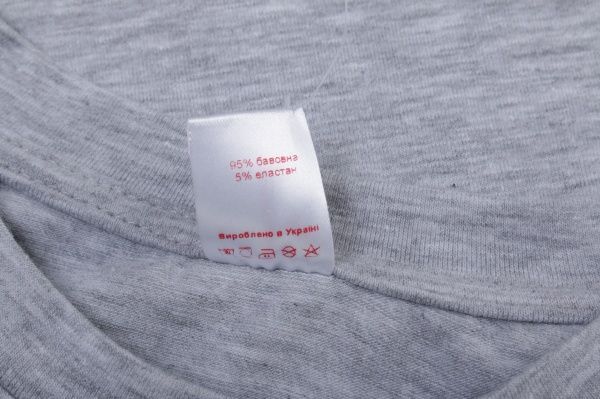 95% бавовна
5% еластан
Вироблено в Україні